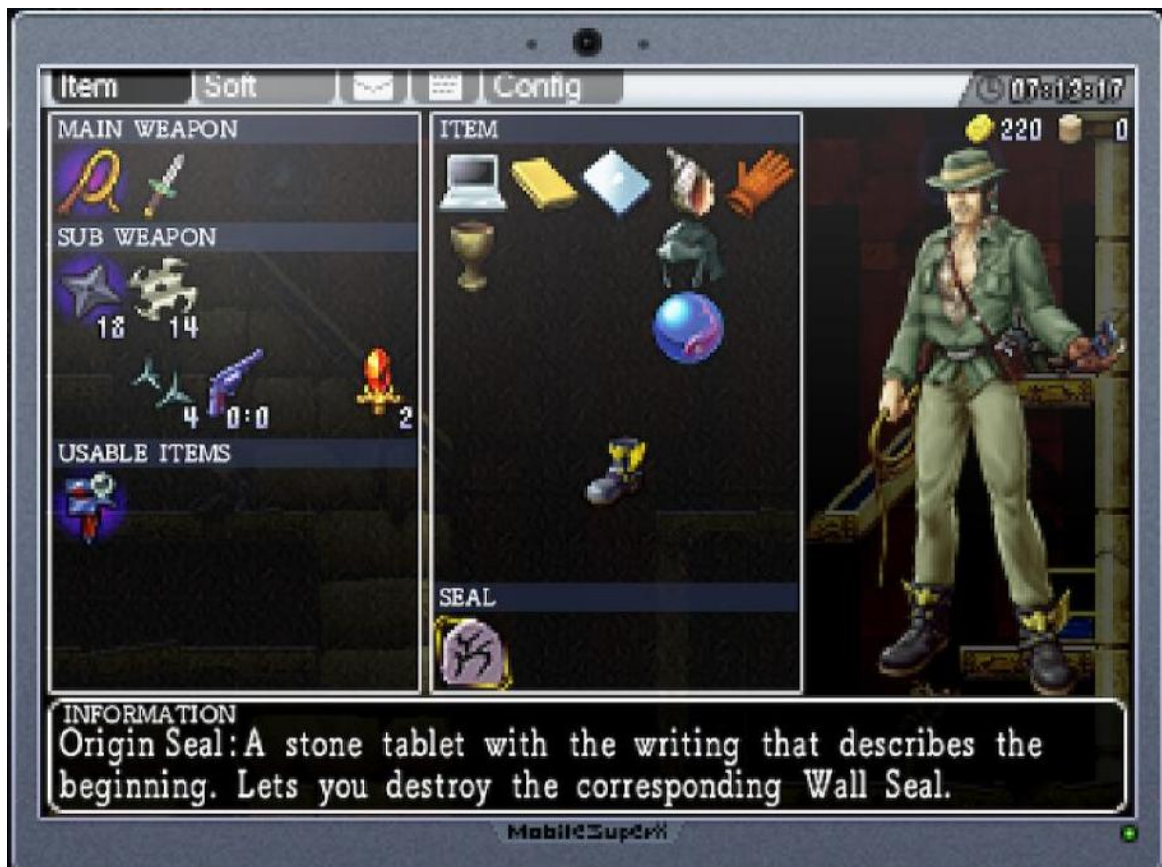 Item Soft Config 07:12:17
MAIN WEAPON
ITEM
220 0
SUB WEAPON
18 14
4 0:0 2
USABLE ITEMS
SEAL
INFORMATION
Origin Seal:A stone tablet with the writing that describes the
beginning. Lets you destroy the corresponding Wall Seal.
MobileSuperX